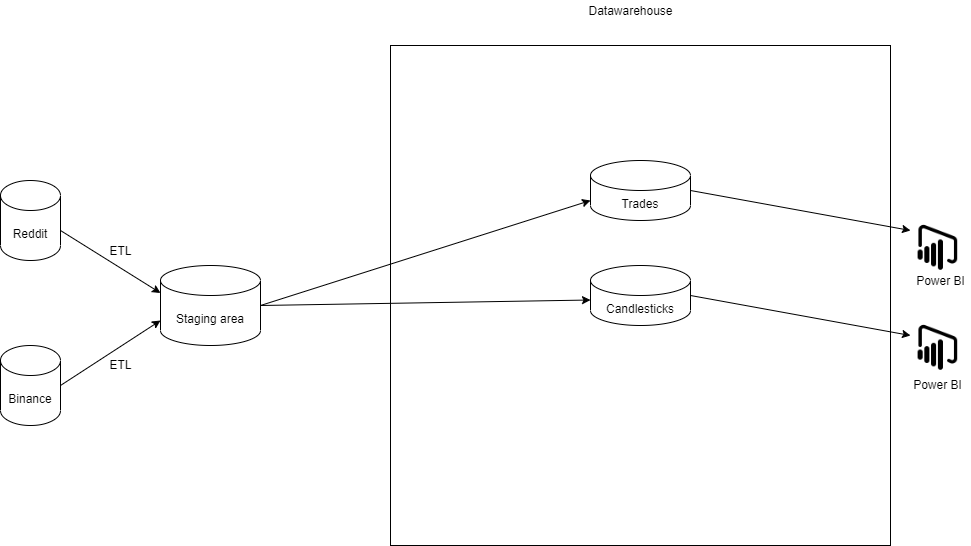 Datawarehouse
Reddit
ETL
Trades
Power BI
Staging area
Candlesticks
ETL
Power BI
Binance